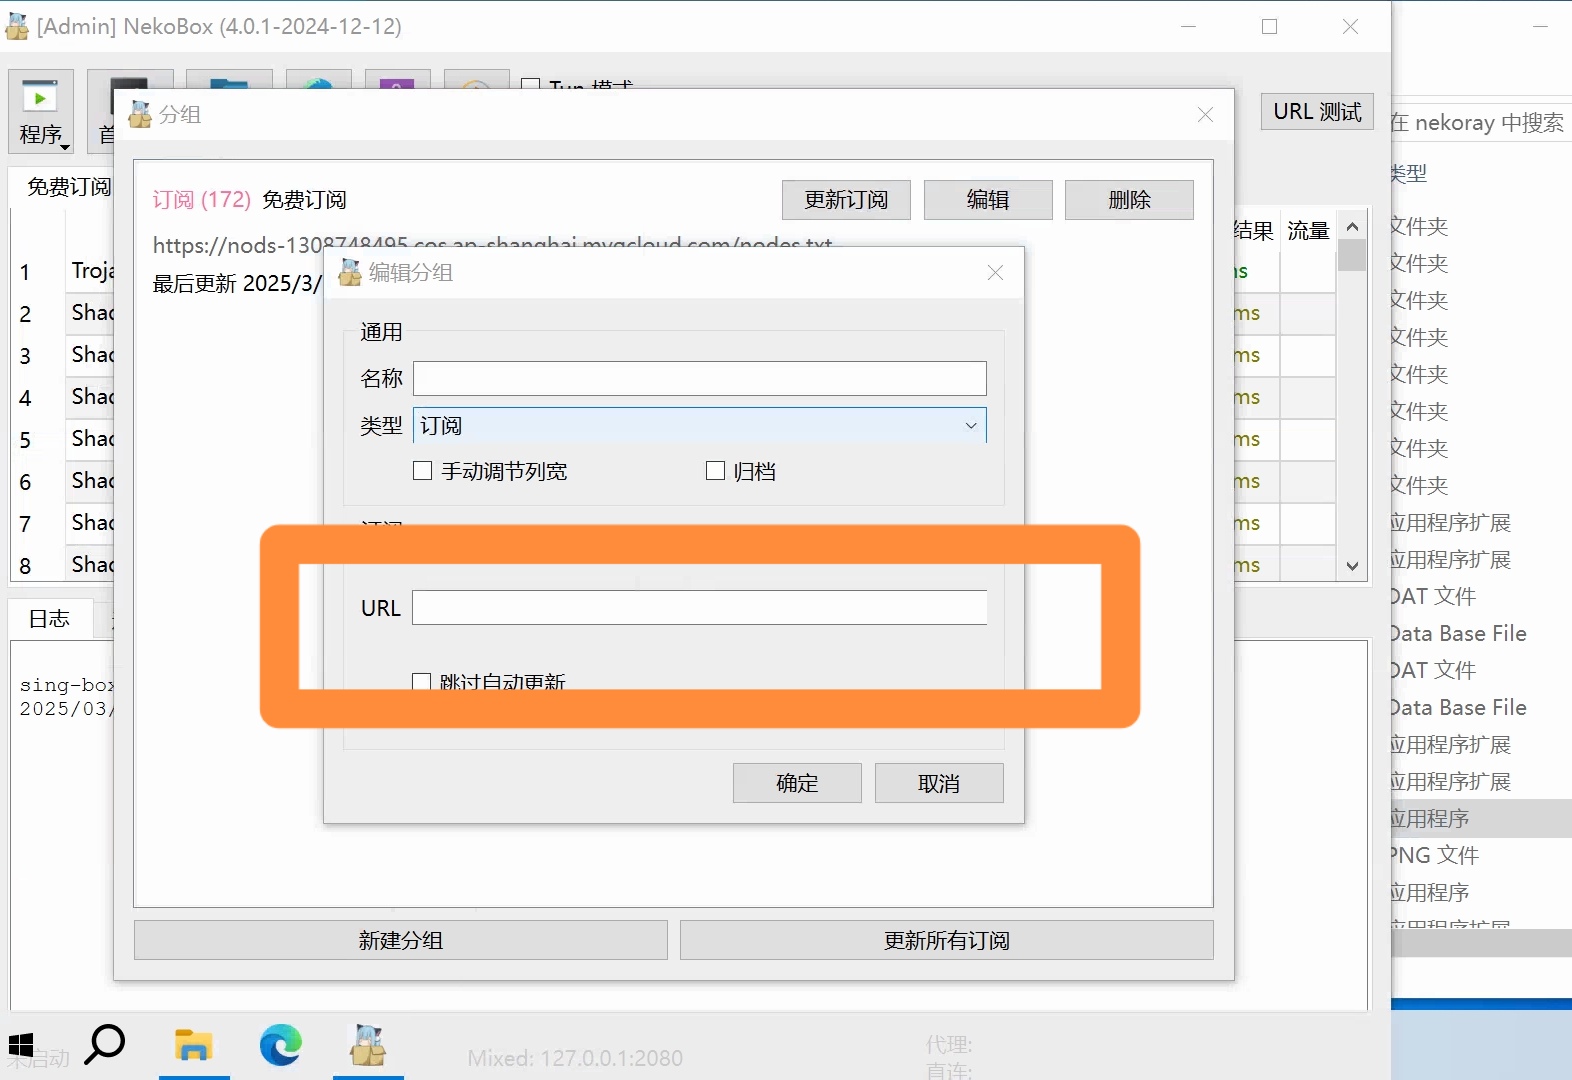 [Admin] NekoBox (4.0.1-2024-12-12)
程序
首
Tun 模式
URL 测试
在 nekoray 中搜索
分组
免费订阅
订阅 (172) 免费订阅
更新订阅
编辑
删除
https://nods-1308748495.cos.ap-shanghai.myqcloud.com/nodes.txt
最后更新 2025/3/
编辑分组
通用
名称
类型
订阅
手动调节列宽
归档
订阅
URL
跳过自动更新
确定
取消
新建分组
更新所有订阅
结果
流量
1 Troja
ms
2 Shad
ms
3 Shad
ms
4 Shad
ms
5 Shad
ms
6 Shad
ms
7 Shad
ms
8 Shad
ms
日志
sing-box
2025/03/
类型
文件夹
文件夹
文件夹
文件夹
文件夹
文件夹
文件夹
文件夹
应用程序扩展
应用程序扩展
DAT 文件
Data Base File
DAT 文件
Data Base File
应用程序扩展
应用程序扩展
应用程序
PNG 文件
应用程序
应用程序扩展
未启动
Mixed: 127.0.0.1:2080
代理:
直连: